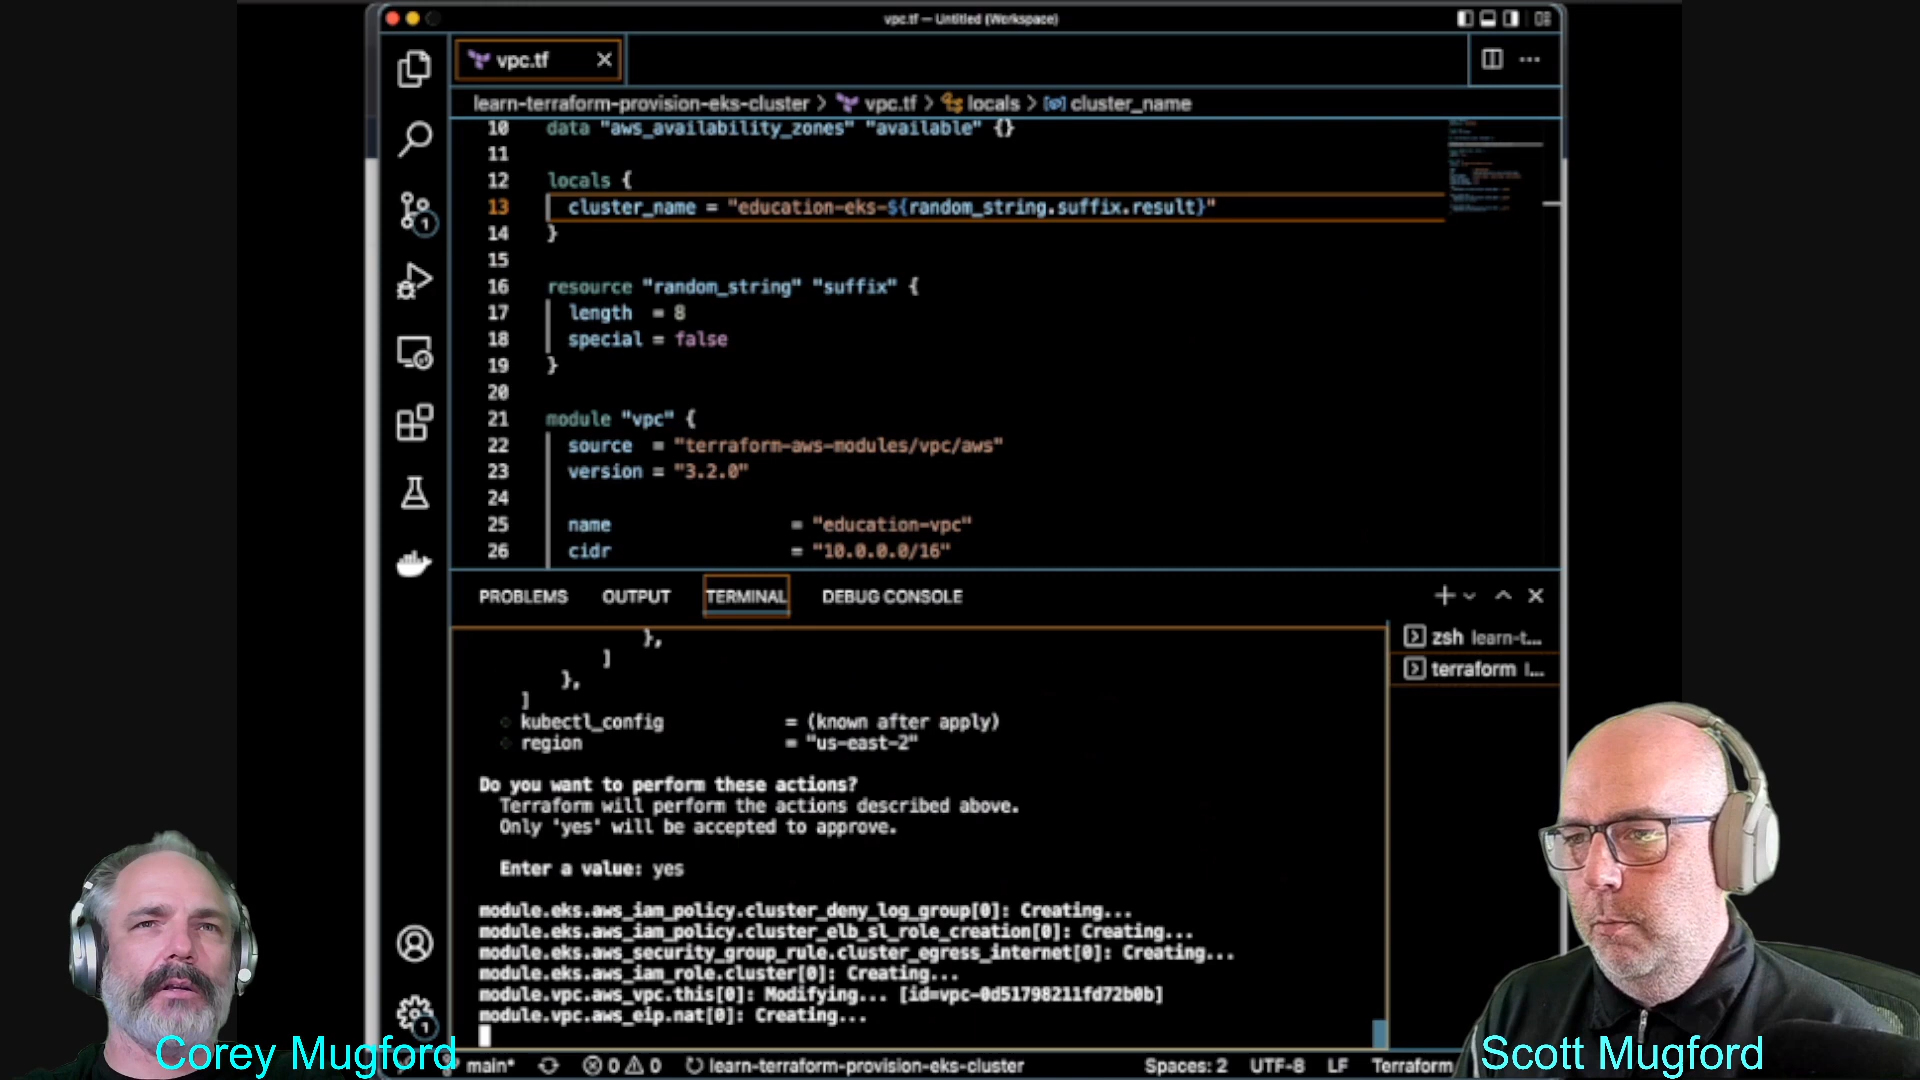 vpc.tf — Untitled (Workspace)
vpc.tf
learn-terraform-provision-eks-cluster > vpc.tf > locals > cluster_name
10 data "aws_availability_zones" "available" {}
11
12 locals {
13 cluster_name = "education-eks-${random_string.suffix.result}"
14 }
15
16 resource "random_string" "suffix" {
17 length = 8
18 special = false
19 }
20
21 module "vpc" {
22 source = "terraform-aws-modules/vpc/aws"
23 version = "3.2.0"
24
25 name = "education-vpc"
26 cidr = "10.0.0.0/16"
1
PROBLEMS OUTPUT TERMINAL DEBUG CONSOLE
zsh learn-t...
terraform l...
},
]
},
]
kubectl_config = (known after apply)
region = "us-east-2"
Do you want to perform these actions?
Terraform will perform the actions described above.
Only 'yes' will be accepted to approve.
Enter a value: yes
module.eks.aws_iam_policy.cluster_deny_log_group[0]: Creating...
module.eks.aws_iam_policy.cluster_elb_sl_role_creation[0]: Creating...
module.eks.aws_security_group_rule.cluster_egress_internet[0]: Creating...
module.eks.aws_iam_role.cluster[0]: Creating...
module.vpc.aws_vpc.this[0]: Modifying... [id=vpc-0d51798211fd72b0b]
module.vpc.aws_eip.nat[0]: Creating...
1
main* 0 0 learn-terraform-provision-eks-cluster Spaces: 2 UTF-8 LF Terraform
Corey Mugford
Scott Mugford